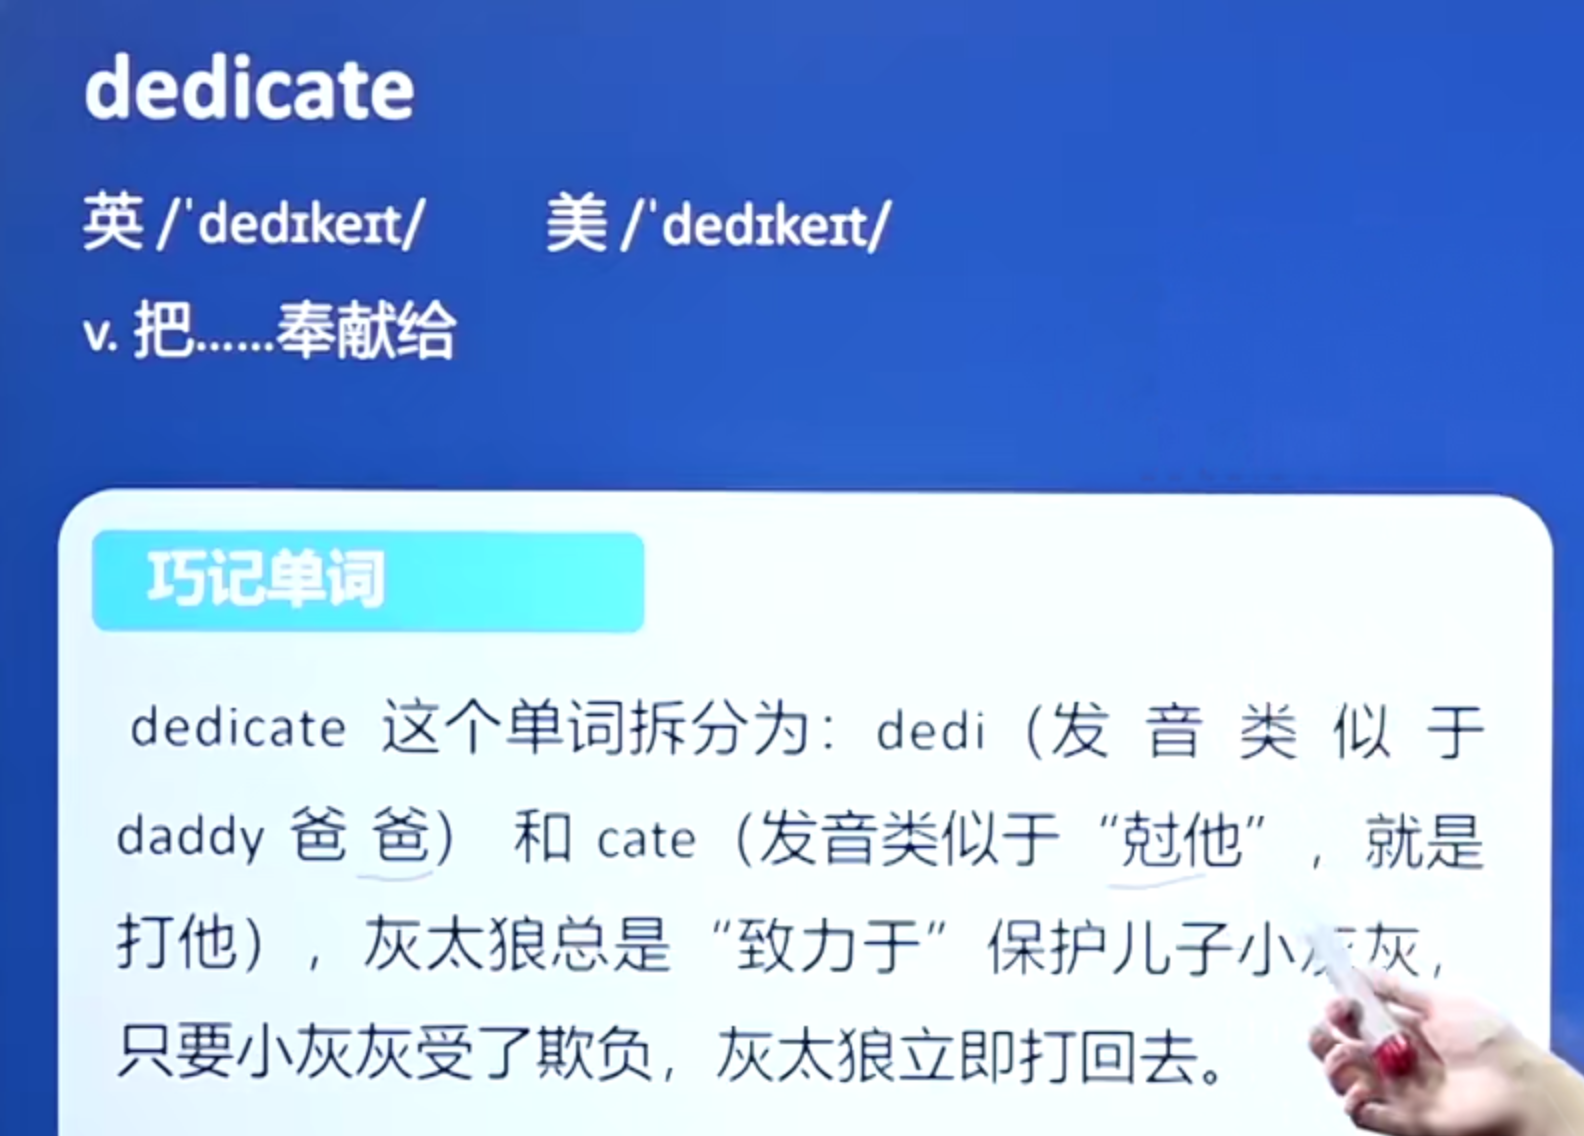 dedicate
英 /ˈdedɪkeɪt/ 美 /ˈdedɪkeɪt/
v. 把……奉献给
巧记单词
dedicate 这个单词拆分为：dedi（发 音 类 似 于
daddy 爸 爸） 和 cate（发音类似于“尅他”，就是
打他），灰太狼总是“致力于”保护儿子小灰灰，
只要小灰灰受了欺负，灰太狼立即打回去。